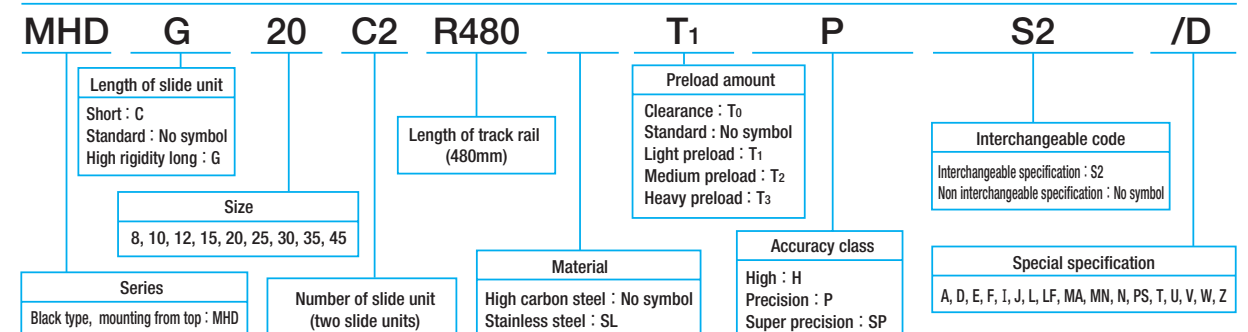 MHD G 20 C2 R480 T1 P S2 /D
Length of slide unit
Short：C
Standard：No symbol
High rigidity long：G
Preload amount
Clearance：T0
Standard : No symbol
Light preload：T1
Medium preload：T2
Heavy preload：T3
Length of track rail
(480mm)
Interchangeable code
Interchangeable specification：S2
Non interchangeable specification：No symbol
Size
8, 10, 12, 15, 20, 25, 30, 35, 45
Accuracy class
High：H
Precision：P
Super precision：SP
Material
High carbon steel：No symbol
Stainless steel：SL
Special specification
A, D, E, F, I, J, L, LF, MA, MN, N, PS, T, U, V, W, Z
Series
Black type, mounting from top：MHD
Number of slide unit
(two slide units)